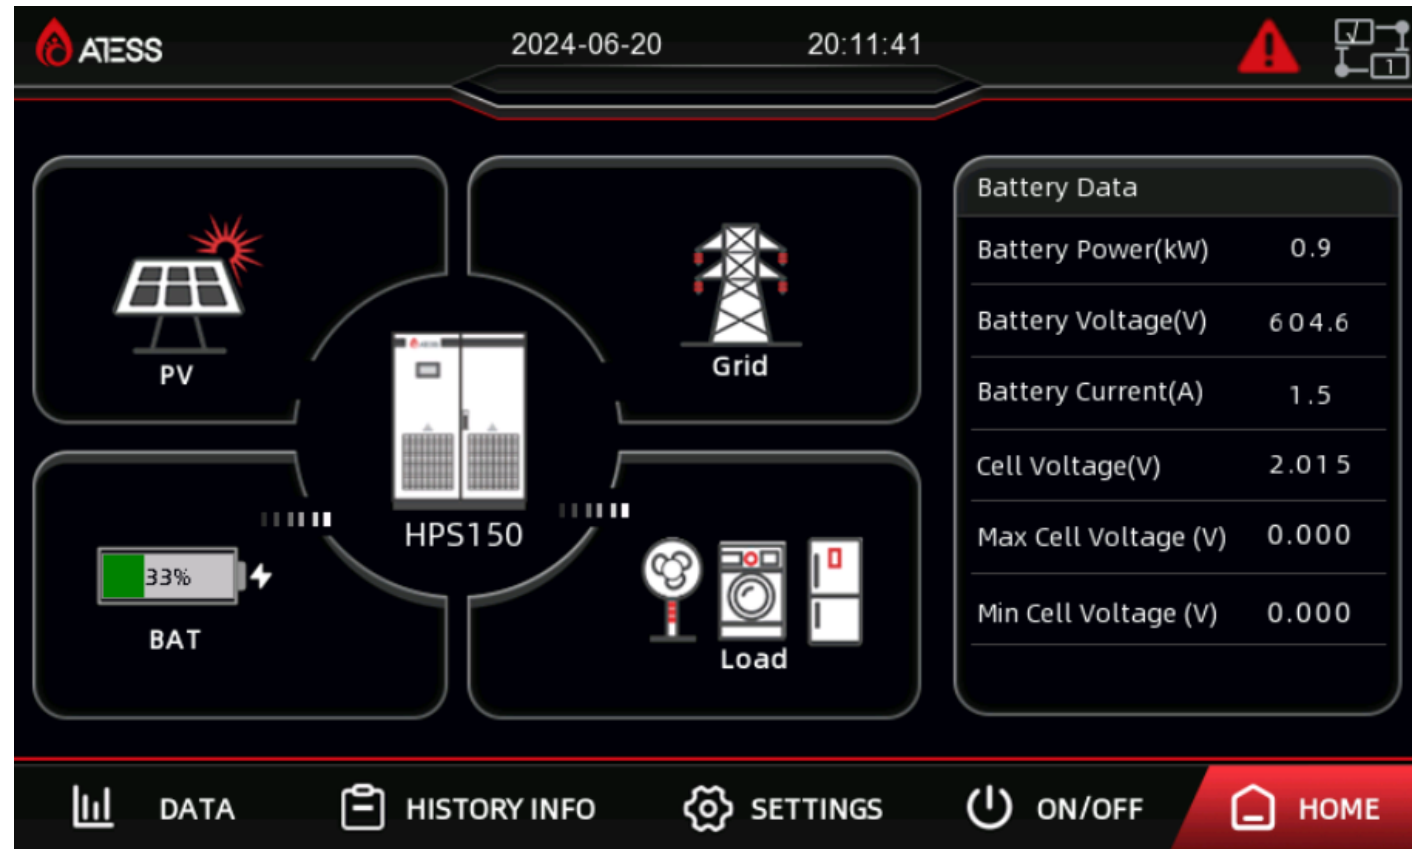 ATESS
2024-06-20 20:11:41
1
PV
Grid
HPS150
33%
BAT
Load
Battery Data
Battery Power(kW) 0.9
Battery Voltage(V) 604.6
Battery Current(A) 1.5
Cell Voltage(V) 2.015
Max Cell Voltage (V) 0.000
Min Cell Voltage (V) 0.000
DATA HISTORY INFO SETTINGS ON/OFF HOME